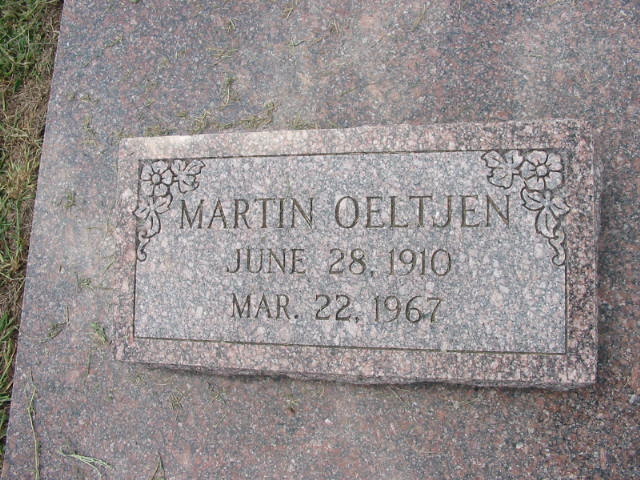 MARTIN OELTJEN
JUNE 28, 1910
MAR. 22, 1967